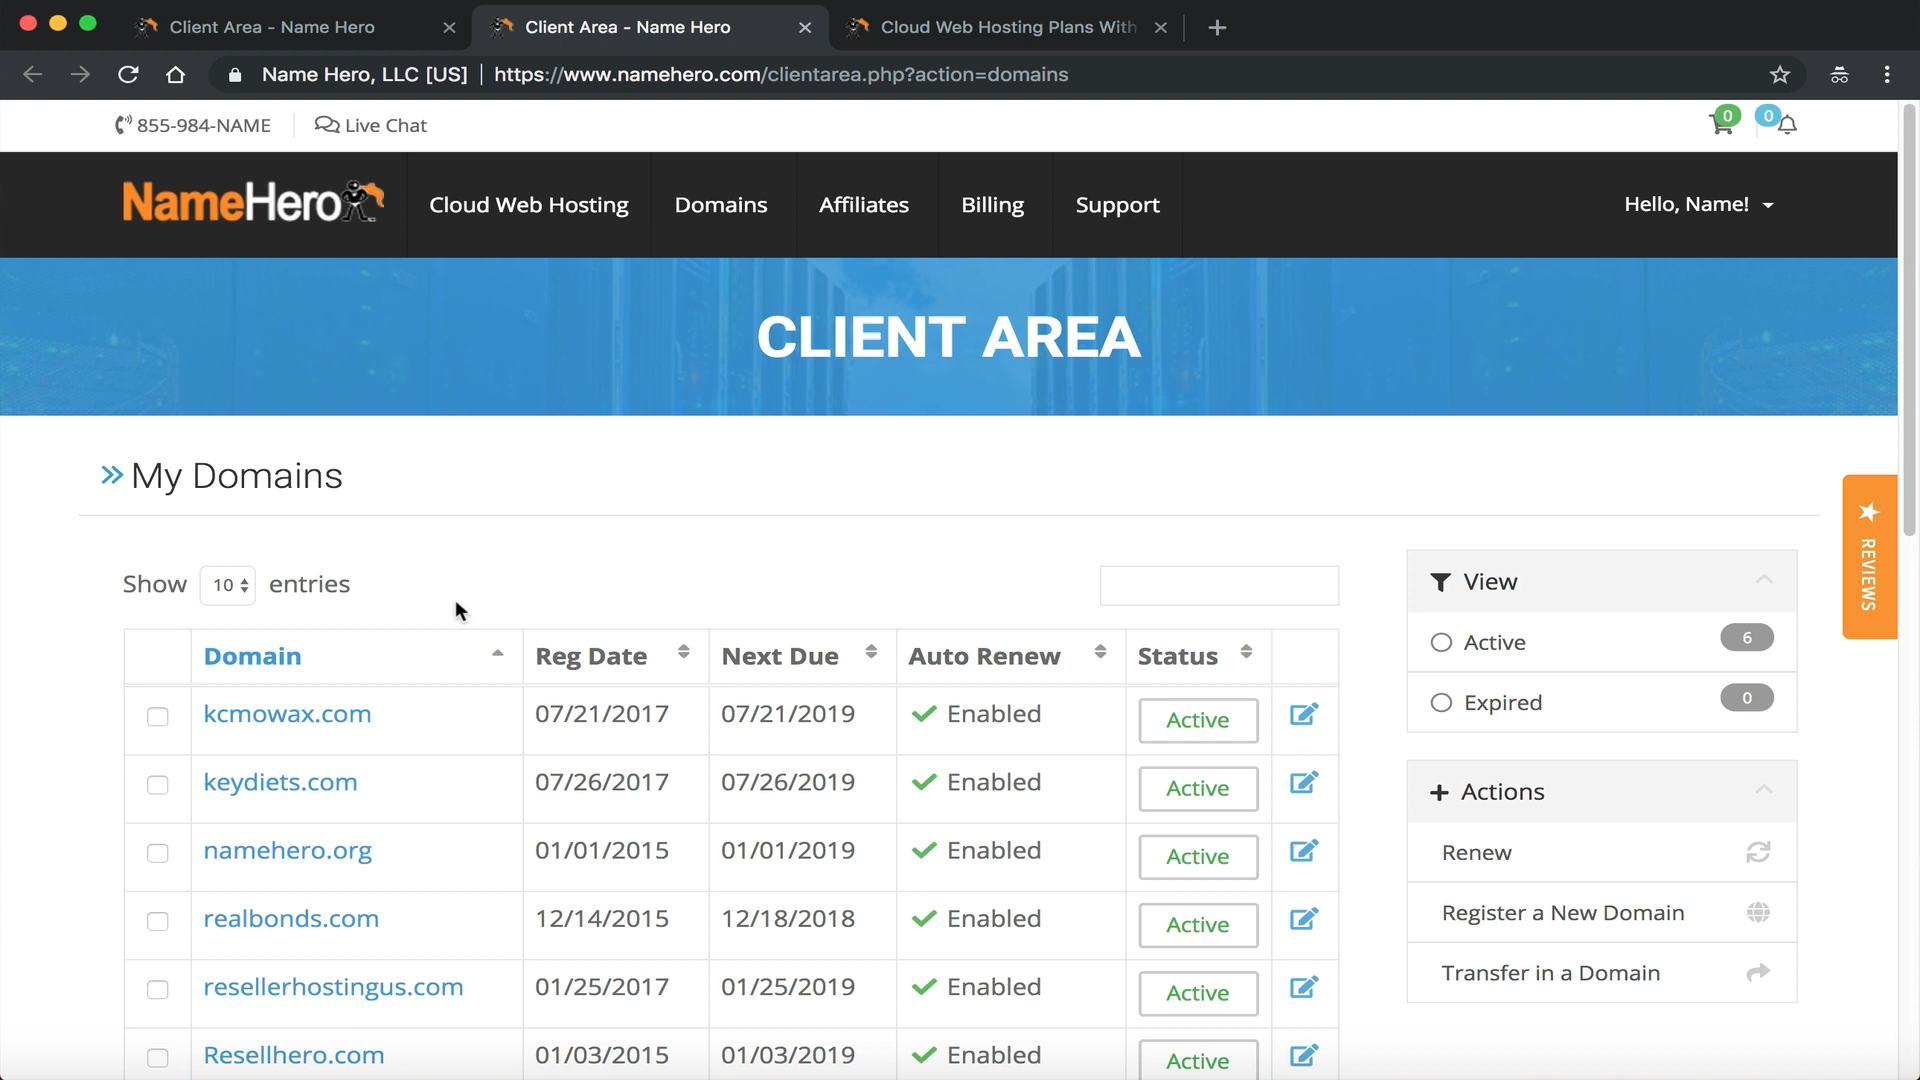 Client Area - Name Hero
Client Area - Name Hero
Cloud Web Hosting Plans With
Name Hero, LLC [US] | https://www.namehero.com/clientarea.php?action=domains
855-984-NAME
Live Chat
0
0
NameHero
Cloud Web Hosting
Domains
Affiliates
Billing
Support
Hello, Name!
CLIENT AREA
My Domains
REVIEWS
Show 10 entries
Domain Reg Date Next Due Auto Renew Status
kcmowax.com 07/21/2017 07/21/2019 Enabled Active
keydiets.com 07/26/2017 07/26/2019 Enabled Active
namehero.org 01/01/2015 01/01/2019 Enabled Active
realbonds.com 12/14/2015 12/18/2018 Enabled Active
resellerhostingus.com 01/25/2017 01/25/2019 Enabled Active
Resellhero.com 01/03/2015 01/03/2019 Enabled Active
View
Active 6
Expired 0
Actions
Renew
Register a New Domain
Transfer in a Domain